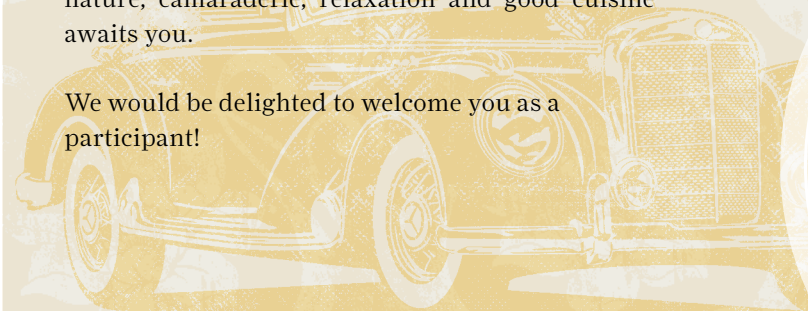 nature, camaraderie, relaxation and good cuisine
awaits you.
We would be delighted to welcome you as a
participant!